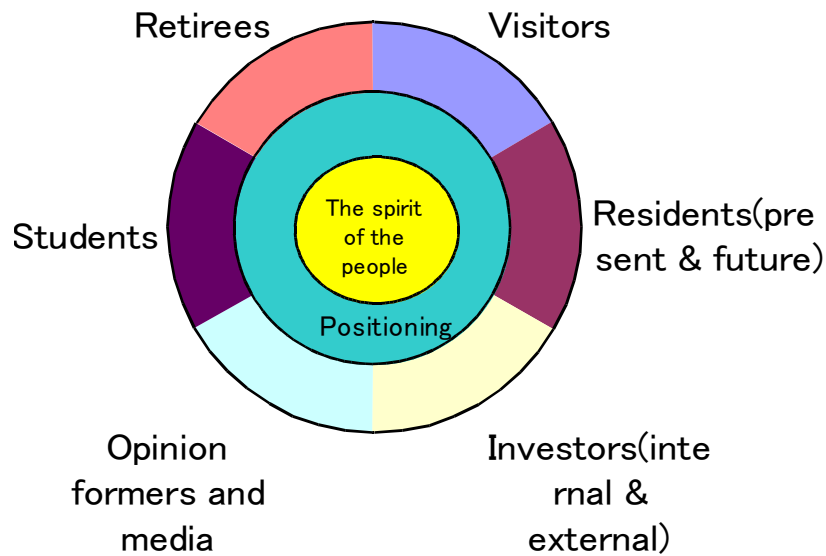 Retirees
Visitors
The spirit
of the
people
Students
Residents(pre
sent & future)
Positioning
Opinion
formers and
media
Investors(inte
rnal &
external)